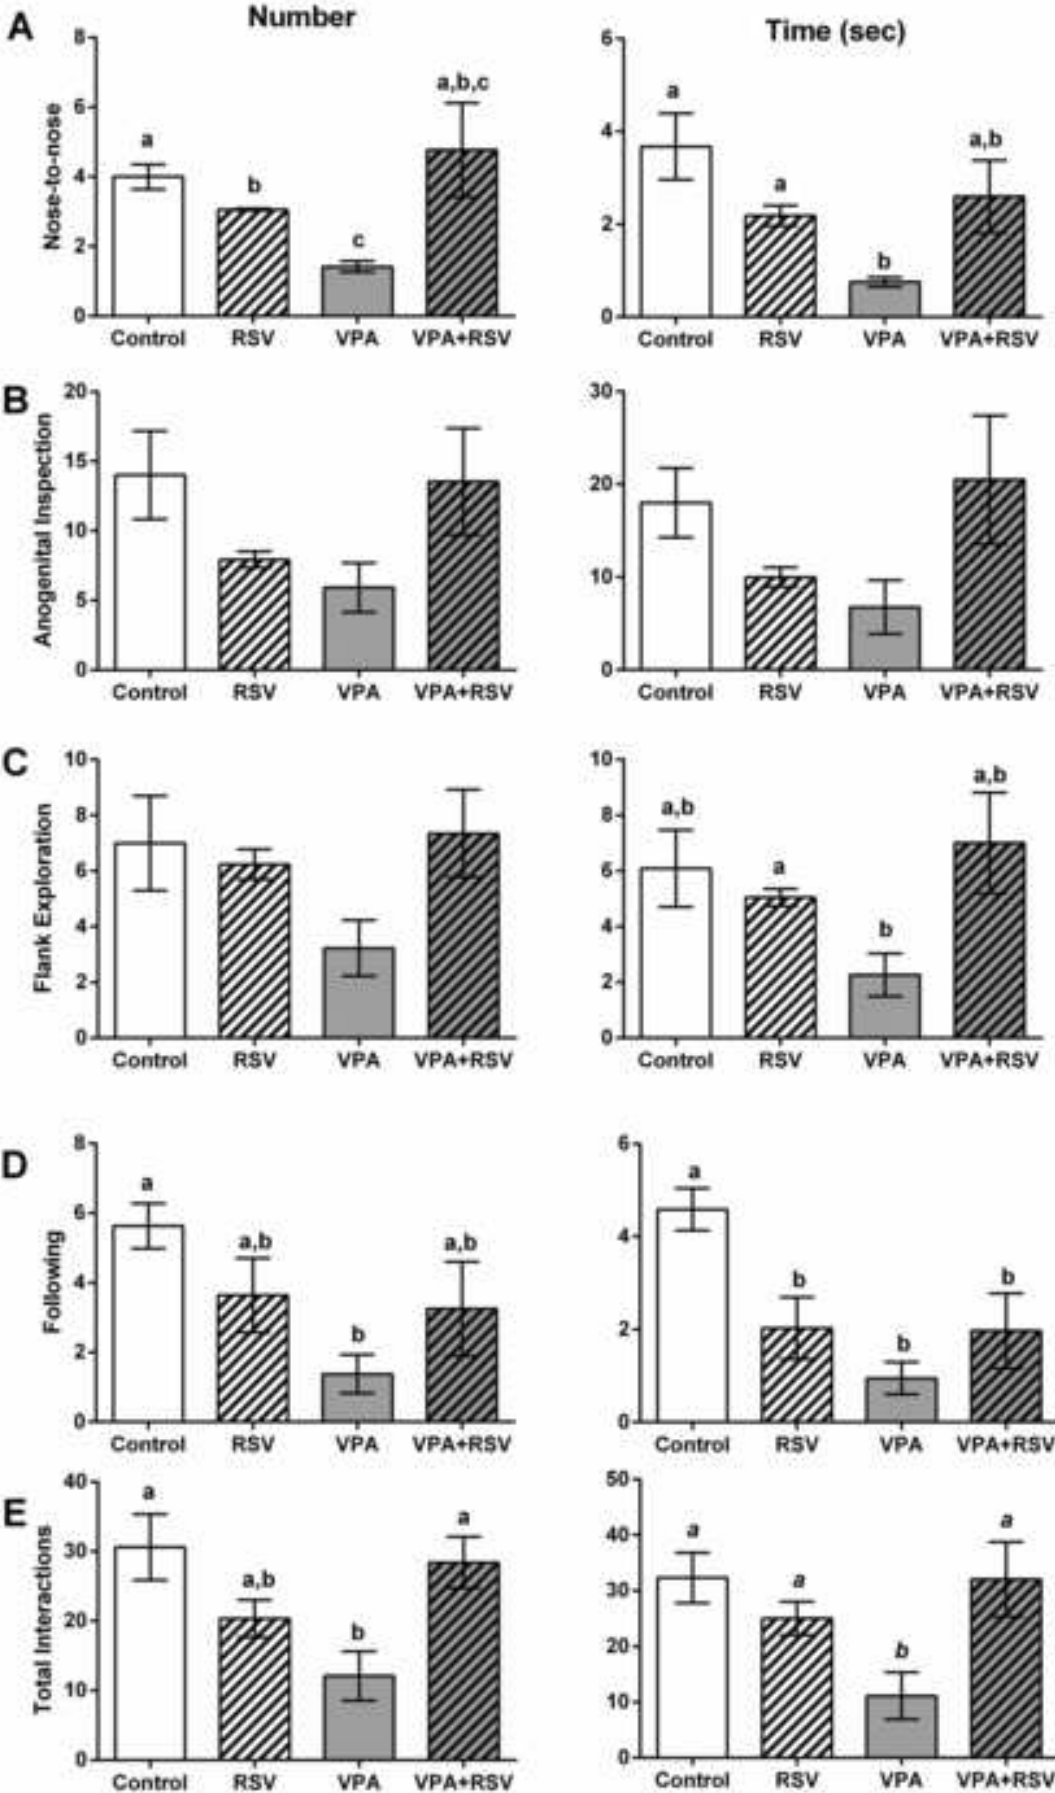 A
Number
Time (sec)
Nose-to-nose
8
6
4
2
0
a
b
c
a,b,c
Control RSV VPA VPA+RSV
6
4
2
0
a
a
b
a,b
Control RSV VPA VPA+RSV
B
Anogenital Inspection
20
15
10
5
0
Control RSV VPA VPA+RSV
30
20
10
0
Control RSV VPA VPA+RSV
C
Flank Exploration
10
8
6
4
2
0
Control RSV VPA VPA+RSV
10
8
6
4
2
0
a,b
a
b
a,b
Control RSV VPA VPA+RSV
D
Following
8
6
4
2
0
a
a,b
b
a,b
Control RSV VPA VPA+RSV
6
4
2
0
a
b
b
b
Control RSV VPA VPA+RSV
E
Total Interactions
40
30
20
10
0
a
a,b
b
a
Control RSV VPA VPA+RSV
50
40
30
20
10
0
a
a
b
a
Control RSV VPA VPA+RSV